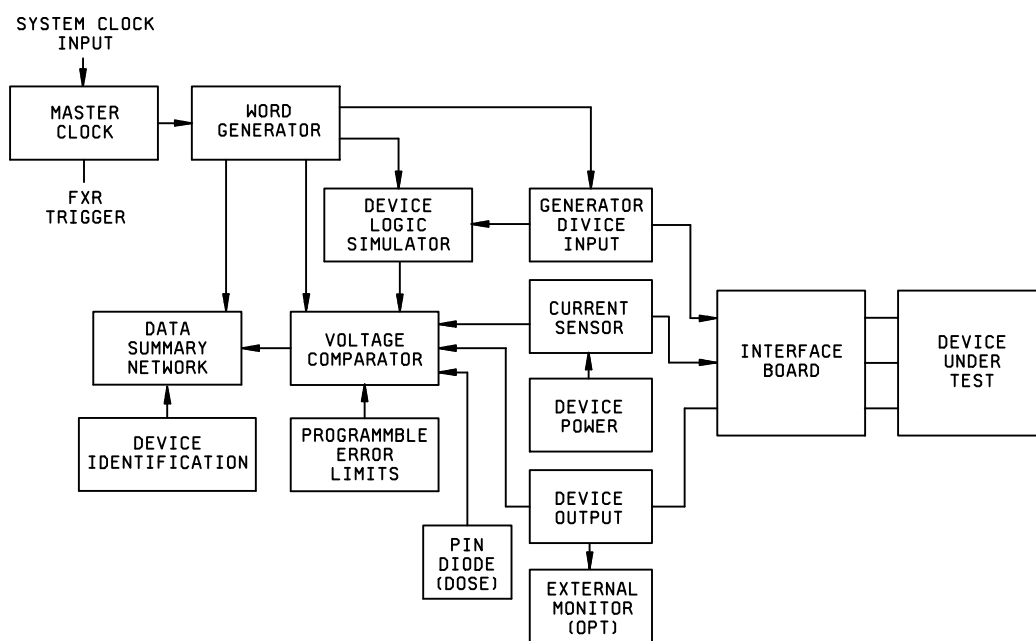 SYSTEM CLOCK
INPUT
MASTER
CLOCK
FXR
TRIGGER
WORD
GENERATOR
DEVICE
LOGIC
SIMULATOR
GENERATOR
DIVICE
INPUT
DATA
SUMMARY
NETWORK
VOLTAGE
COMPARATOR
CURRENT
SENSOR
INTERFACE
BOARD
DEVICE
UNDER
TEST
DEVICE
IDENTIFICATION
PROGRAMMBLE
ERROR
LIMITS
DEVICE
POWER
DEVICE
OUTPUT
PIN
DIODE
(DOSE)
EXTERNAL
MONITOR
(OPT)